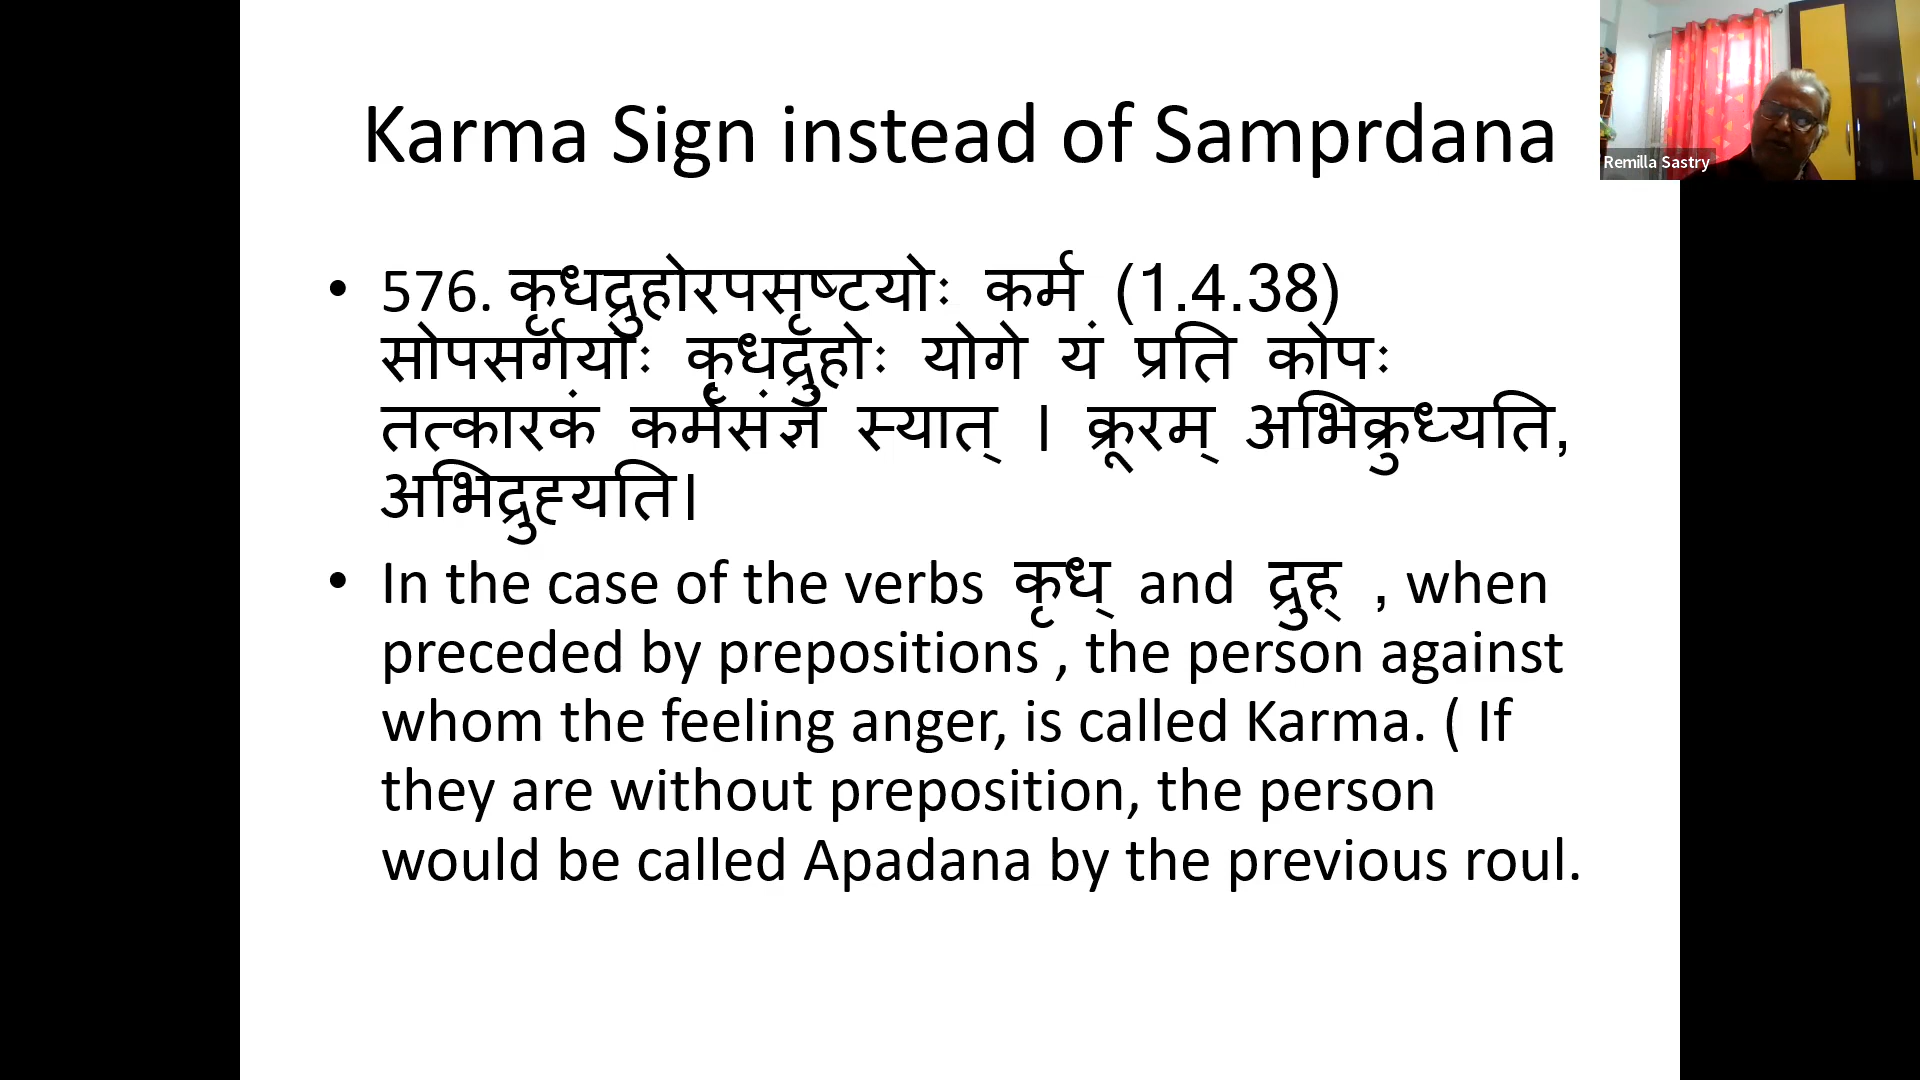 Karma Sign instead of Samprdana
Remilla Sastry
• 576. कृधद्रुहोरपसृष्टयोः कर्म (1.4.38)
सोपसर्गयोः कृधद्रुहोः योगे यं प्रति कोपः
तत्कारकं कर्मसंज्ञं स्यात् । क्रूरम् अभिक्रुध्यति,
अभिद्रुह्यति।
• In the case of the verbs कृध् and द्रुह् , when
preceded by prepositions , the person against
whom the feeling anger, is called Karma. ( If
they are without preposition, the person
would be called Apadana by the previous roul.